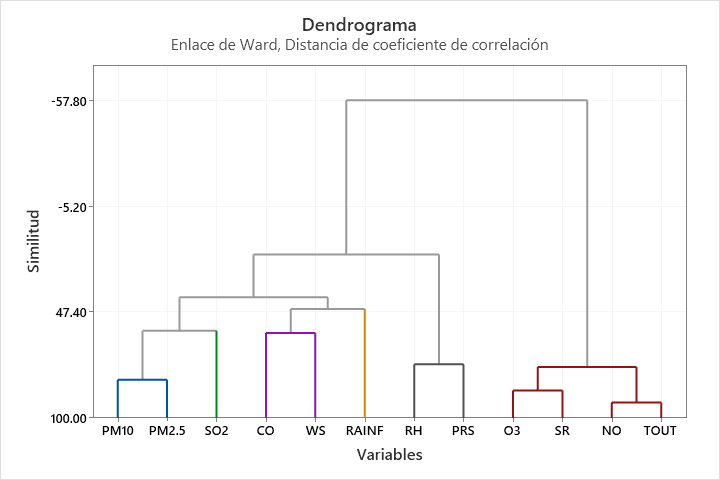 Dendrograma
Enlace de Ward, Distancia de coeficiente de correlación
-57.80
-5.20
47.40
100.00
Similitud
PM10 PM2.5 SO2 CO WS RAINF RH PRS O3 SR NO TOUT
Variables